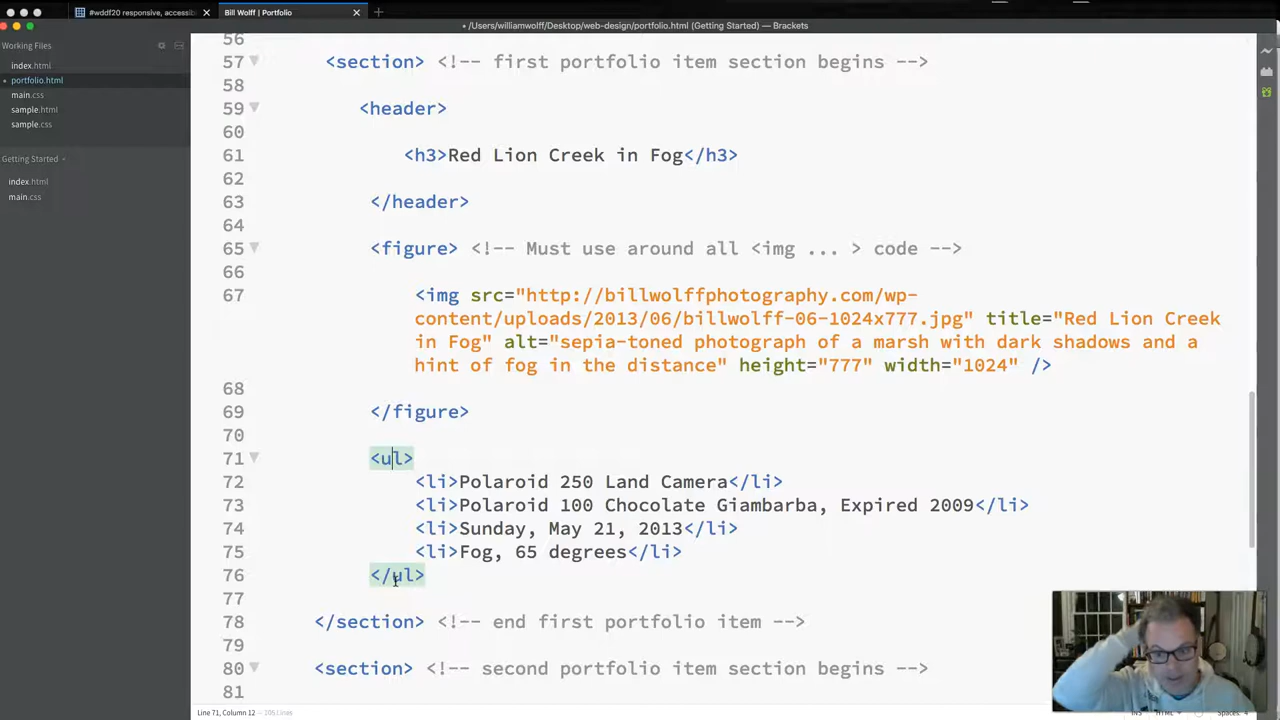 #wddf20 responsive, accessib
Bill Wolff | Portfolio
• /Users/williamwolff/Desktop/web-design/portfolio.html (Getting Started) — Brackets
Working Files
index.html
portfolio.html
main.css
sample.html
sample.css
Getting Started
index.html
main.css
56
57 <section> <!-- first portfolio item section begins -->
58
59 <header>
60
61 <h3>Red Lion Creek in Fog</h3>
62
63 </header>
64
65 <figure> <!-- Must use around all <img ... > code -->
66
67 <img src="http://billwolffphotography.com/wp-
content/uploads/2013/06/billwolff-06-1024x777.jpg" title="Red Lion Creek
in Fog" alt="sepia-toned photograph of a marsh with dark shadows and a
hint of fog in the distance" height="777" width="1024" />
68
69 </figure>
70
71 <ul>
72 <li>Polaroid 250 Land Camera</li>
73 <li>Polaroid 100 Chocolate Giambarba, Expired 2009</li>
74 <li>Sunday, May 21, 2013</li>
75 <li>Fog, 65 degrees</li>
76 </ul>
77
78 </section> <!-- end first portfolio item -->
79
80 <section> <!-- second portfolio item section begins -->
81
Line 71, Column 12 — 205 Lines
INS HTML Spaces: 4